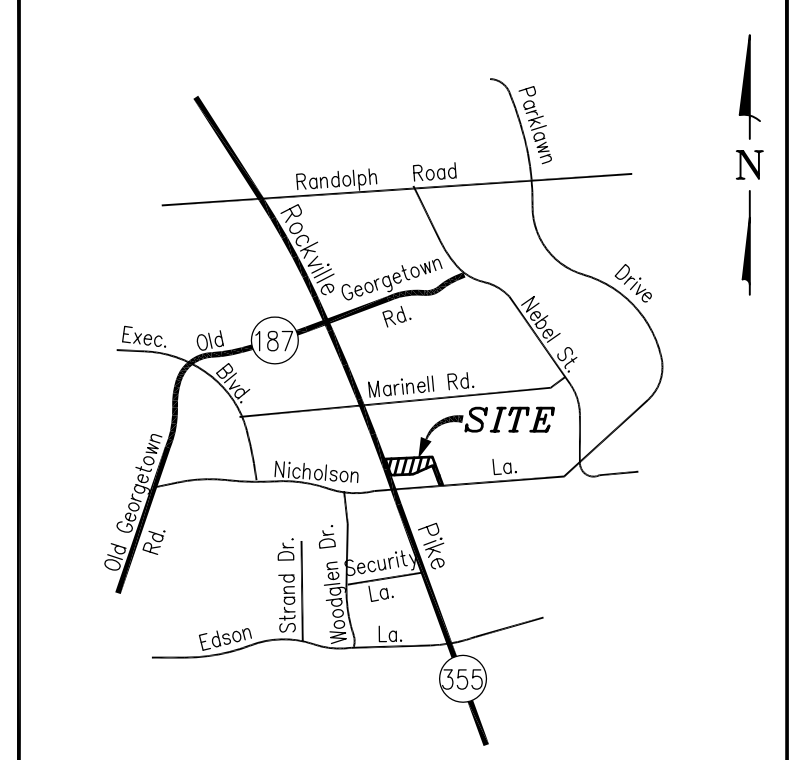 Parklawn
N
Randolph Road
Rockville
Georgetown
Rd.
Drive
Exec.
Old
187
Blvd.
Nebel St.
Marinell Rd.
SITE
Nicholson
La.
Old Georgetown
Rd.
Pike
Strand Dr.
Woodglen Dr.
Security
La.
Edson
La.
355